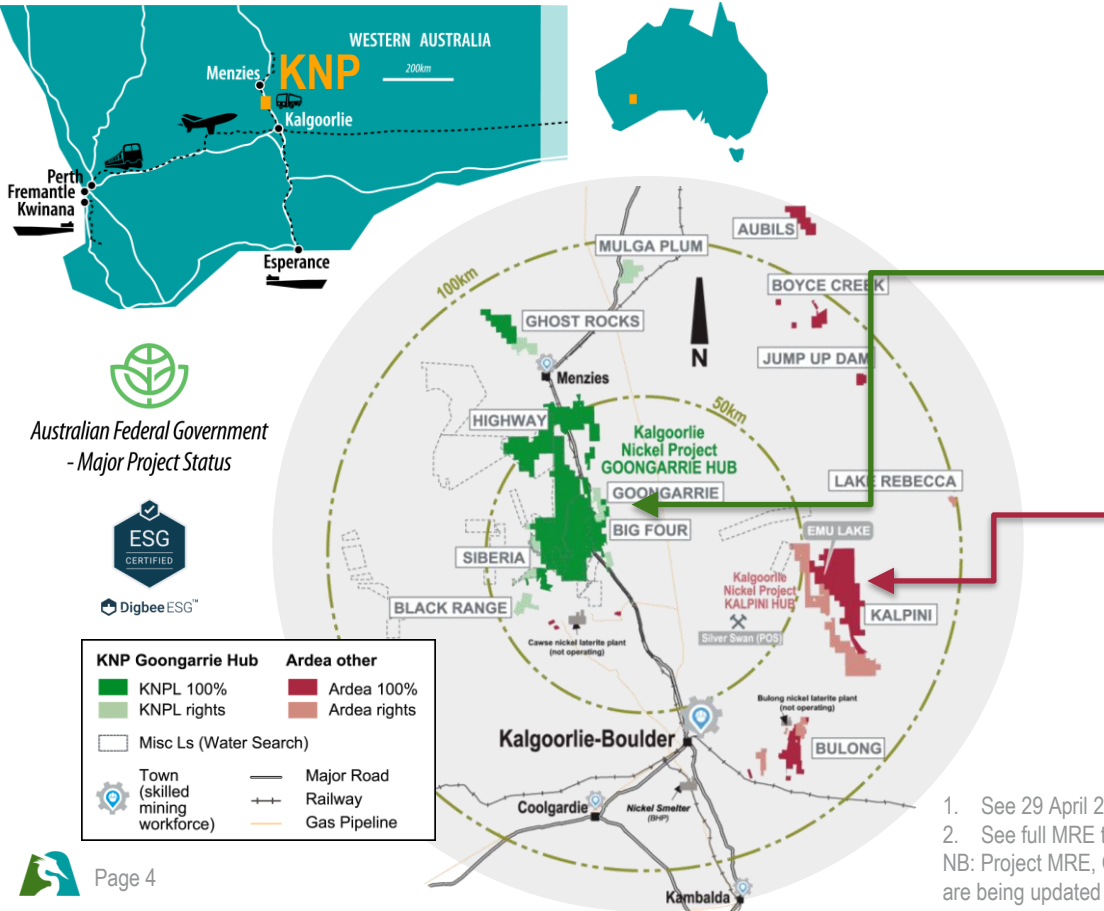 WESTERN AUSTRALIA
200km
Menzies
KNP
Kalgoorlie
Perth
Fremantle
Kwinana
Esperance
Australian Federal Government
- Major Project Status
ESG
CERTIFIED
Digbee ESG™
AUBILS
MULGA PLUM
100km
BOYCE CREEK
GHOST ROCKS
N
JUMP UP DAM
Menzies
50km
HIGHWAY
Kalgoorlie
Nickel Project
GOONGARRIE HUB
GOONGARRIE
LAKE REBECCA
BIG FOUR
EMU LAKE
SIBERIA
Kalgoorlie
Nickel Project
KALPINI HUB
BLACK RANGE
KALPINI
Silver Swan (POS)
Cawse nickel laterite plant
(not operating)
Bulong nickel laterite plant
(not operating)
Kalgoorlie-Boulder
BULONG
Coolgardie
Nickel Smelter
(BHP)
Kambalda
KNP Goongarrie Hub
Ardea other
KNPL 100%
Ardea 100%
KNPL rights
Ardea rights
Misc Ls (Water Search)
Town
(skilled
mining
workforce)
Major Road
Railway
Gas Pipeline
1. See 29 April 2
2. See full MRE
NB: Project MRE,
are being updated
Page 4